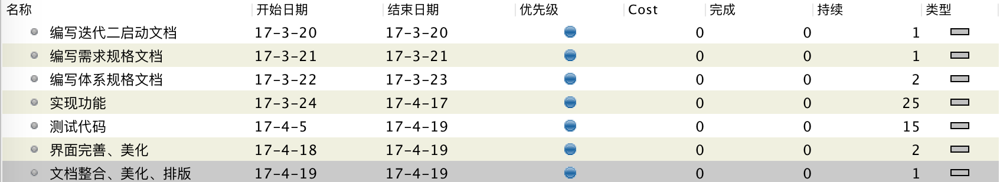 名称 开始日期 结束日期 优先级 Cost 完成 持续 类型
编写迭代二启动文档 17-3-20 17-3-20 0 0 1
编写需求规格文档 17-3-21 17-3-21 0 0 1
编写体系规格文档 17-3-22 17-3-23 0 0 2
实现功能 17-3-24 17-4-17 0 0 25
测试代码 17-4-5 17-4-19 0 0 15
界面完善、美化 17-4-18 17-4-19 0 0 2
文档整合、美化、排版 17-4-19 17-4-19 0 0 1